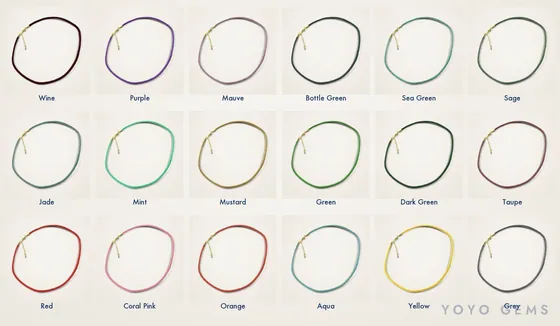 Wine Purple Mauve Bottle Green Sea Green Sage
Jade Mint Mustard Green Dark Green Taupe
Red Coral Pink Orange Aqua Yellow Grey
YOYO GEMS